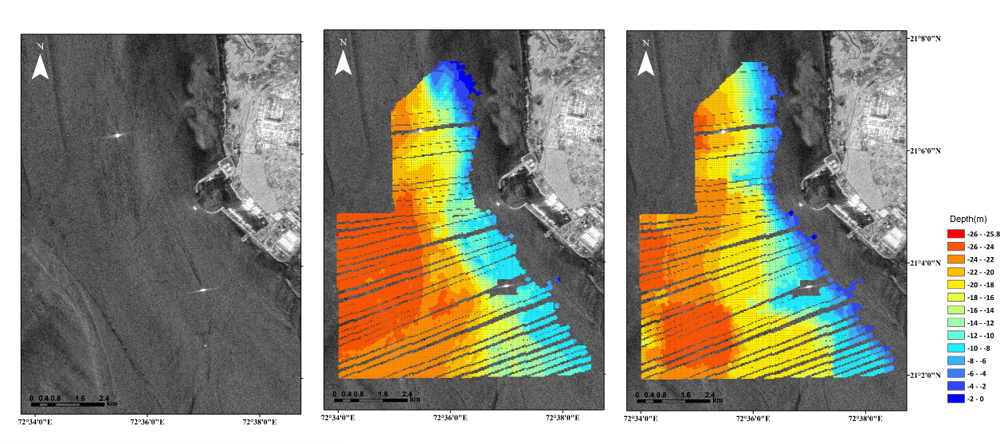 N
N
N
21°8'0"N
21°6'0"N
21°4'0"N
21°2'0"N
Depth(m)
-26 - -25.8
-26 - -24
-24 - -22
-22 - -20
-20 - -18
-18 - -16
-16 - -14
-14 - -12
-12 - -10
-10 - -8
-8 - -6
-6 - -4
-4 - -2
-2 - 0
0 0.4 0.8 1.6 2.4
km
0 0.4 0.8 1.6 2.4
km
0 0.4 0.8 1.6 2.4
km
72°34'0"E 72°36'0"E 72°38'0"E
72°34'0"E 72°36'0"E 72°38'0"E
72°34'0"E 72°36'0"E 72°38'0"E